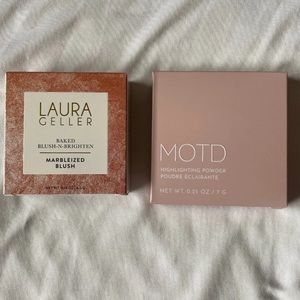 LAURA
GELLER
BAKED
BLUSH-N-BRIGHTEN
MARBLEIZED
BLUSH
MOTD
HIGHLIGHTING POWDER
POUDRE ÉCLAIRANTE
NET WT. 0.25 OZ / 7 G